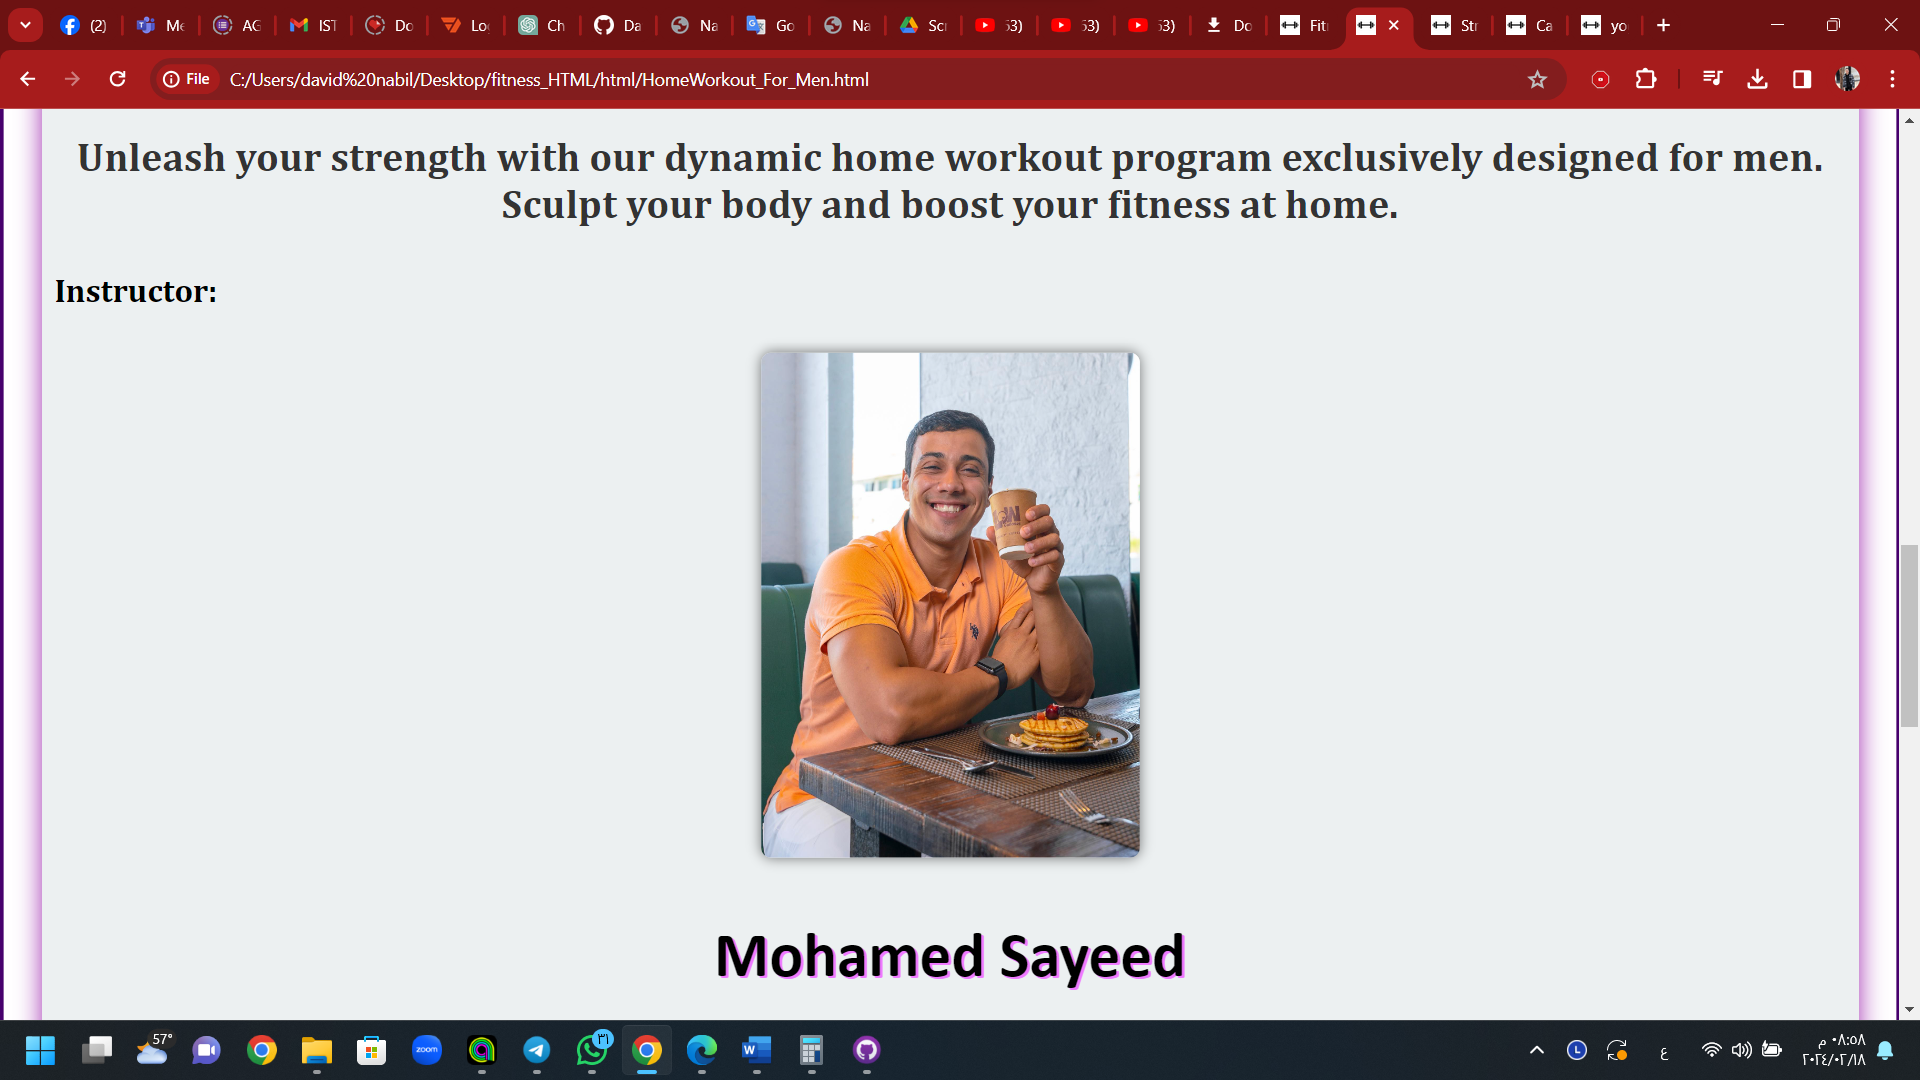 (2)
Me
AG
IST
Do
Lo
Ch
Da
Na
Go
Na
Scr
53)
53)
53)
Do
Fit
Str
Ca
yo
File
C:/Users/david%20nabil/Desktop/fitness_HTML/html/HomeWorkout_For_Men.html
Unleash your strength with our dynamic home workout program exclusively designed for men.
Sculpt your body and boost your fitness at home.
Instructor:
Mohamed Sayeed
57°
zoom
٣١
ع
٠٨:٥٨ م
٢٠٢٤/٠٢/١٨